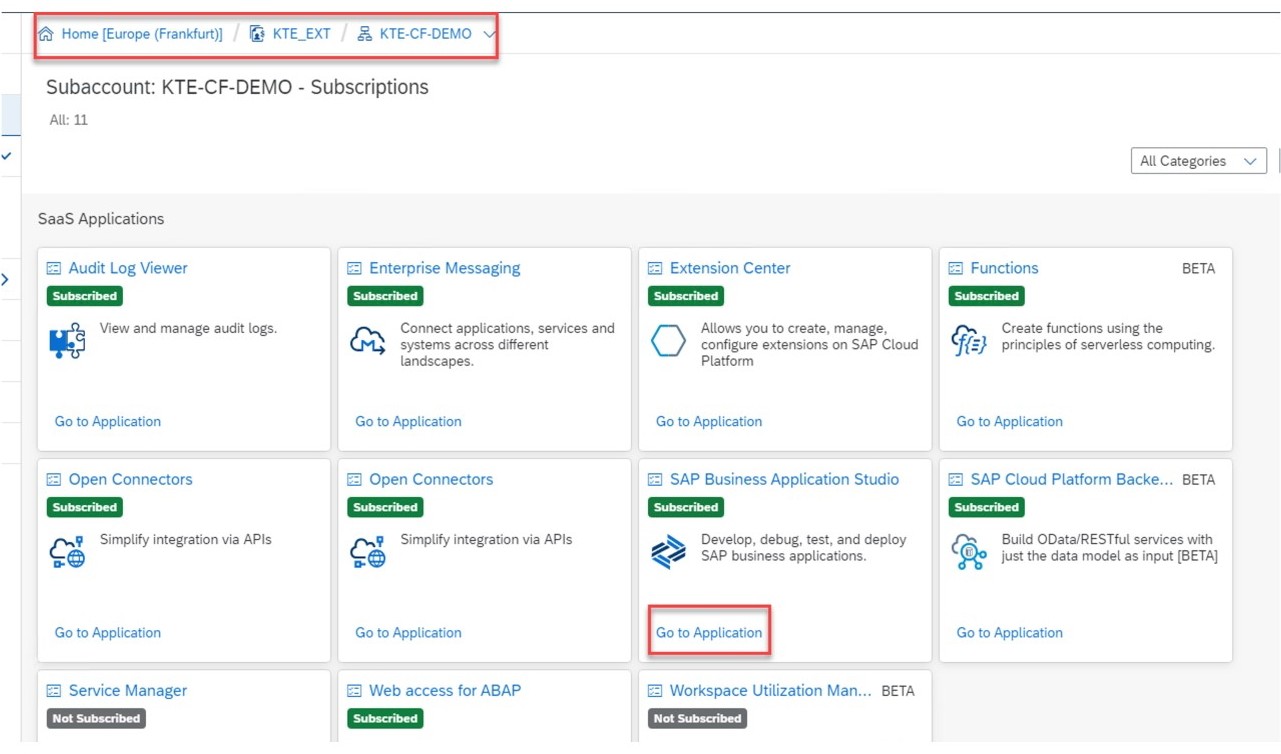 Home [Europe (Frankfurt)] / KTE_EXT / KTE-CF-DEMO
Subaccount: KTE-CF-DEMO - Subscriptions
All: 11
All Categories
SaaS Applications
Audit Log Viewer
Subscribed
View and manage audit logs.
Go to Application
Enterprise Messaging
Subscribed
Connect applications, services and
systems across different
landscapes.
Go to Application
Extension Center
Subscribed
Allows you to create, manage,
configure extensions on SAP Cloud
Platform
Go to Application
Functions BETA
Subscribed
f{=}
Create functions using the
principles of serverless computing.
Go to Application
Open Connectors
Subscribed
Simplify integration via APIs
Go to Application
Open Connectors
Subscribed
Simplify integration via APIs
Go to Application
SAP Business Application Studio
Subscribed
Develop, debug, test, and deploy
SAP business applications.
Go to Application
SAP Cloud Platform Backe... BETA
Subscribed
Build OData/RESTful services with
just the data model as input [BETA]
Go to Application
Service Manager
Not Subscribed
Web access for ABAP
Subscribed
Workspace Utilization Man... BETA
Not Subscribed